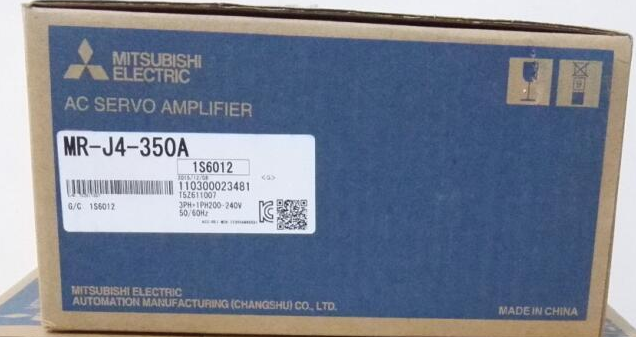 MITSUBISHI
ELECTRIC
AC SERVO AMPLIFIER
MR-J4-350A
1S6012
110300023481
T5Z611007
G/C 1S6012
3PH+1PH200-240V
50/60Hz
MITSUBISHI ELECTRIC
AUTOMATION MANUFACTURING (CHANGSHU) CO., LTD.
MADE IN CHINA